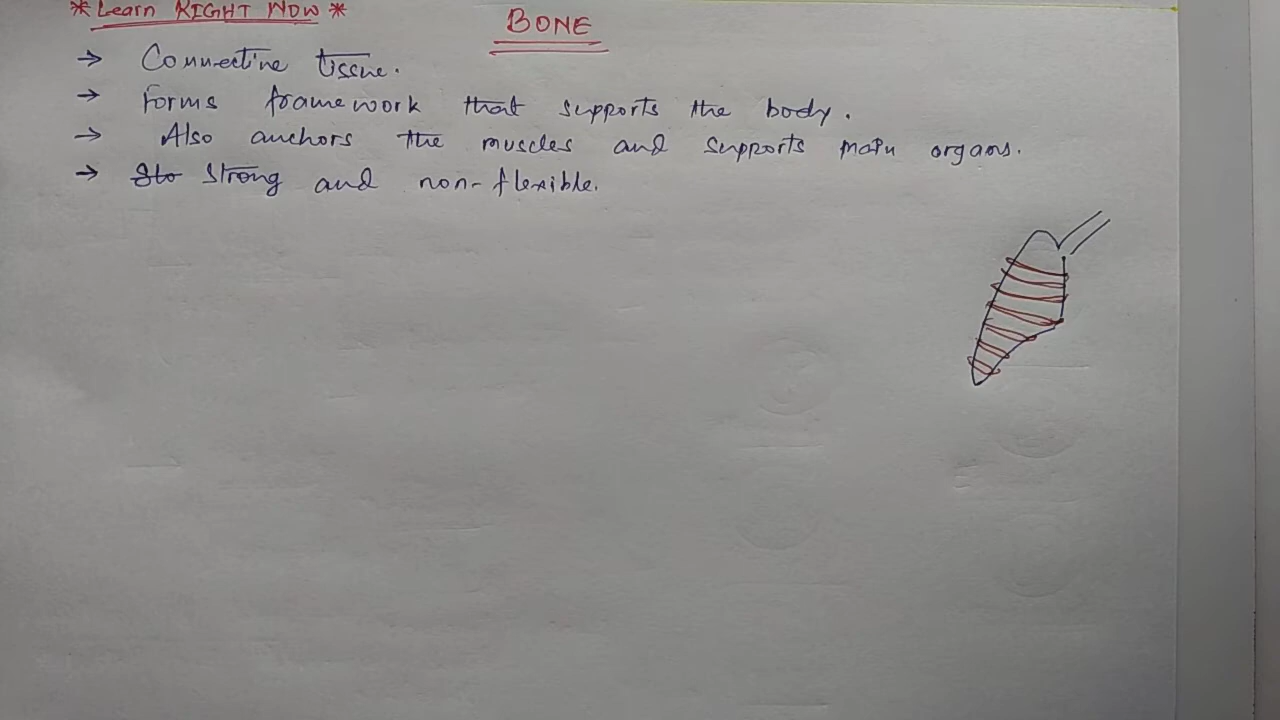 *Learn RIGHT NOW*
BONE
→ Connective tissue.
→ Forms framework that supports the body.
→ Also anchors the muscles and supports main organs.
→ Sto Strong and non-flexible.